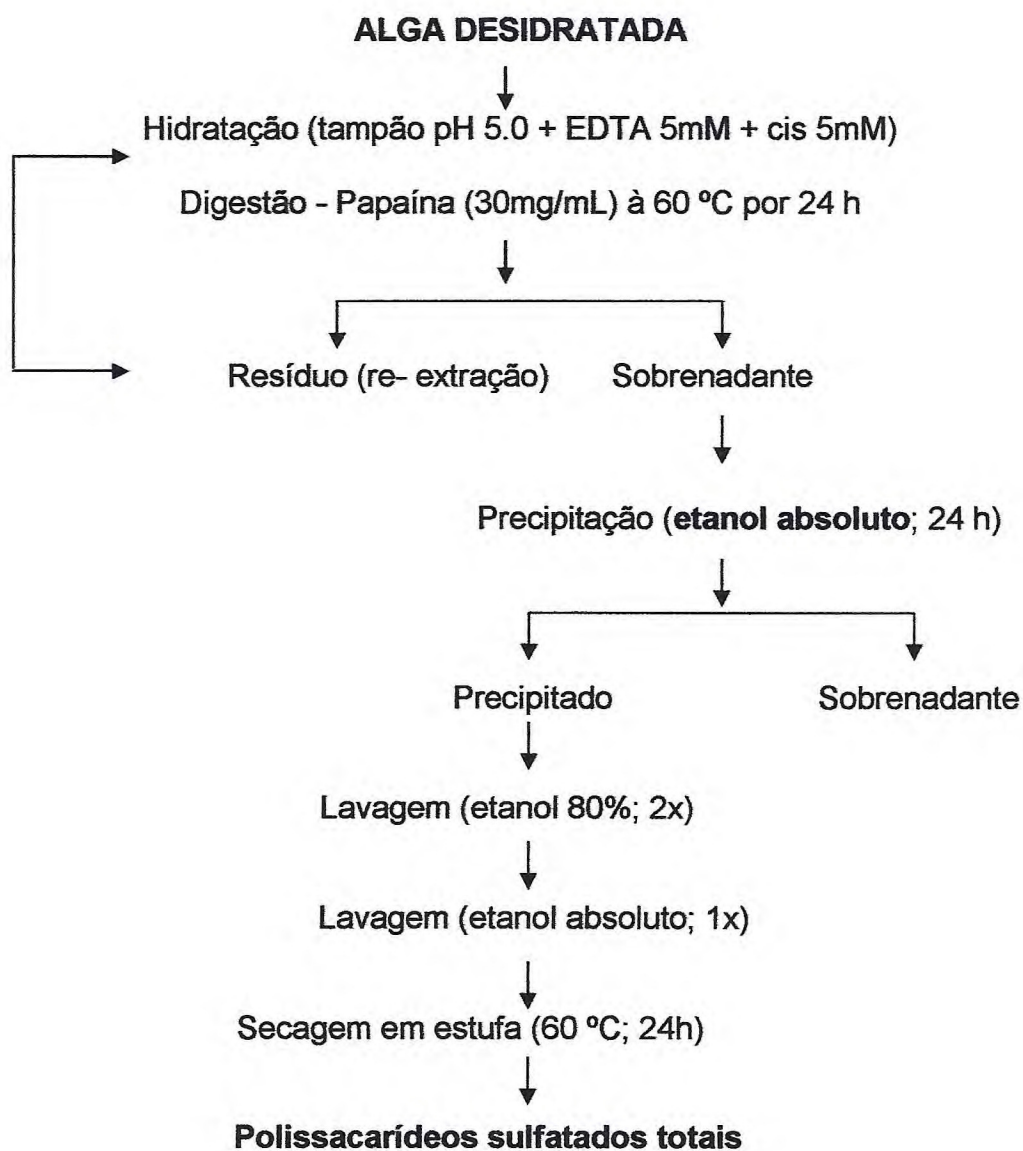 ALGA DESIDRATADA
Hidratação (tampão pH 5.0 + EDTA 5mM + cis 5mM)
Digestão - Papaína (30mg/mL) à 60 ºC por 24 h
Resíduo (re- extração) Sobrenadante
Precipitação (etanol absoluto; 24 h)
Precipitado Sobrenadante
Lavagem (etanol 80%; 2x)
Lavagem (etanol absoluto; 1x)
Secagem em estufa (60 ºC; 24h)
Polissacarídeos sulfatados totais